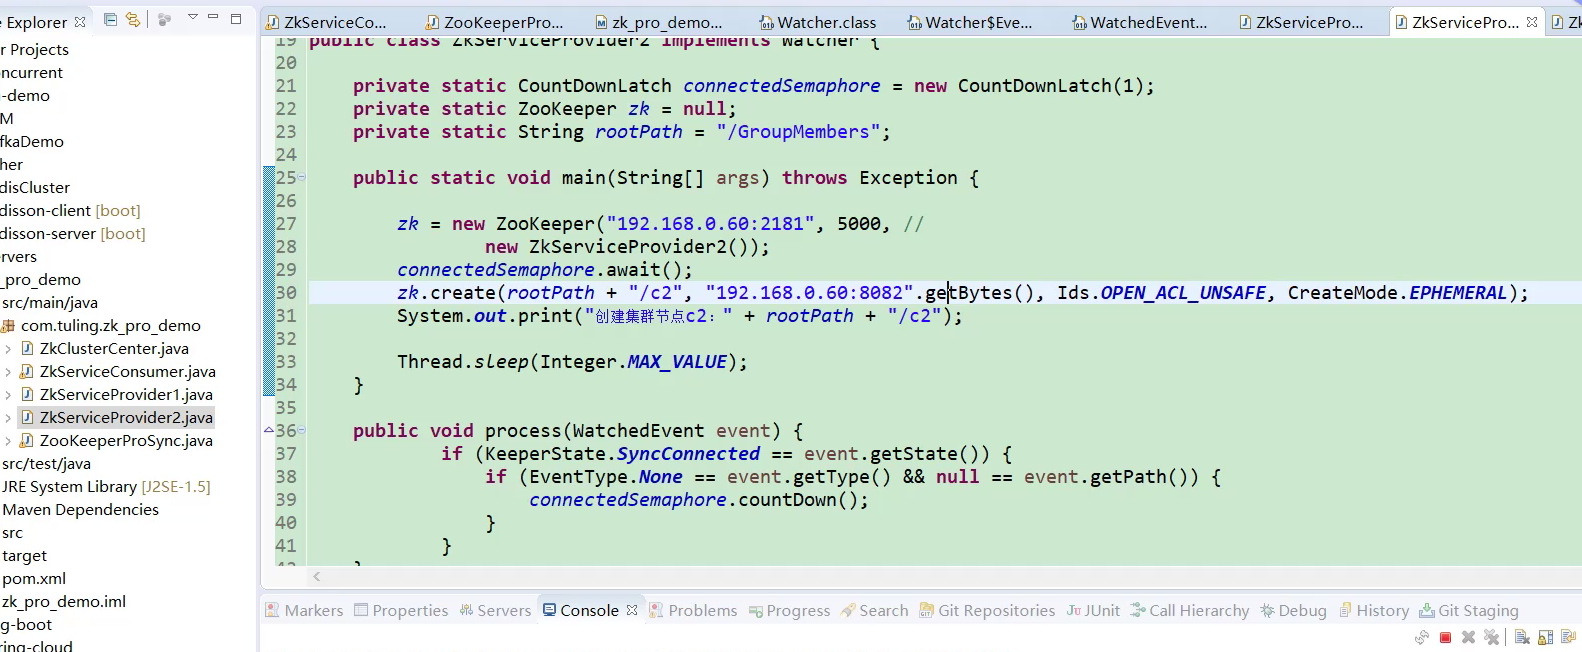 e Explorer
ZkServiceCo...
ZooKeeperPro...
zk_pro_demo...
Watcher.class
Watcher$Eve...
WatchedEvent...
ZkServicePro...
ZkServicePro...
r Projects
ncurrent
-demo
M
fkaDemo
her
disCluster
disson-client [boot]
disson-server [boot]
rvers
_pro_demo
src/main/java
com.tuling.zk_pro_demo
ZkClusterCenter.java
ZkServiceConsumer.java
ZkServiceProvider1.java
ZkServiceProvider2.java
ZooKeeperProSync.java
src/test/java
JRE System Library [J2SE-1.5]
Maven Dependencies
src
target
pom.xml
zk_pro_demo.iml
g-boot
ring-cloud
19 public class ZkServiceProvider2 implements Watcher {
20
21 private static CountDownLatch connectedSemaphore = new CountDownLatch(1);
22 private static ZooKeeper zk = null;
23 private static String rootPath = "/GroupMembers";
24
25 public static void main(String[] args) throws Exception {
26
27 zk = new ZooKeeper("192.168.0.60:2181", 5000, //
28 new ZkServiceProvider2());
29 connectedSemaphore.await();
30 zk.create(rootPath + "/c2", "192.168.0.60:8082".getBytes(), Ids.OPEN_ACL_UNSAFE, CreateMode.EPHEMERAL);
31 System.out.print("创建集群节点c2：" + rootPath + "/c2");
32
33 Thread.sleep(Integer.MAX_VALUE);
34 }
35
36 public void process(WatchedEvent event) {
37 if (KeeperState.SyncConnected == event.getState()) {
38 if (EventType.None == event.getType() && null == event.getPath()) {
39 connectedSemaphore.countDown();
40 }
41 }
Markers
Properties
Servers
Console
Problems
Progress
Search
Git Repositories
JUnit
Call Hierarchy
Debug
History
Git Staging